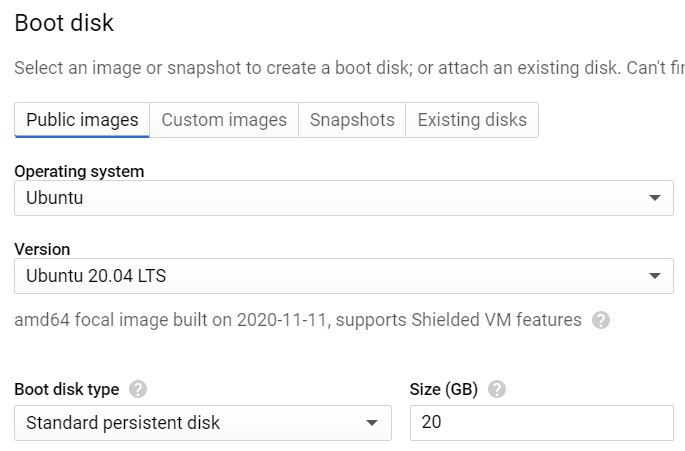 Boot disk
Select an image or snapshot to create a boot disk; or attach an existing disk. Can't
Public images Custom images Snapshots Existing disks
Operating system
Ubuntu
Version
Ubuntu 20.04 LTS
amd64 focal image built on 2020-11-11, supports Shielded VM features ?
Boot disk type ? Size (GB) ?
Standard persistent disk 20